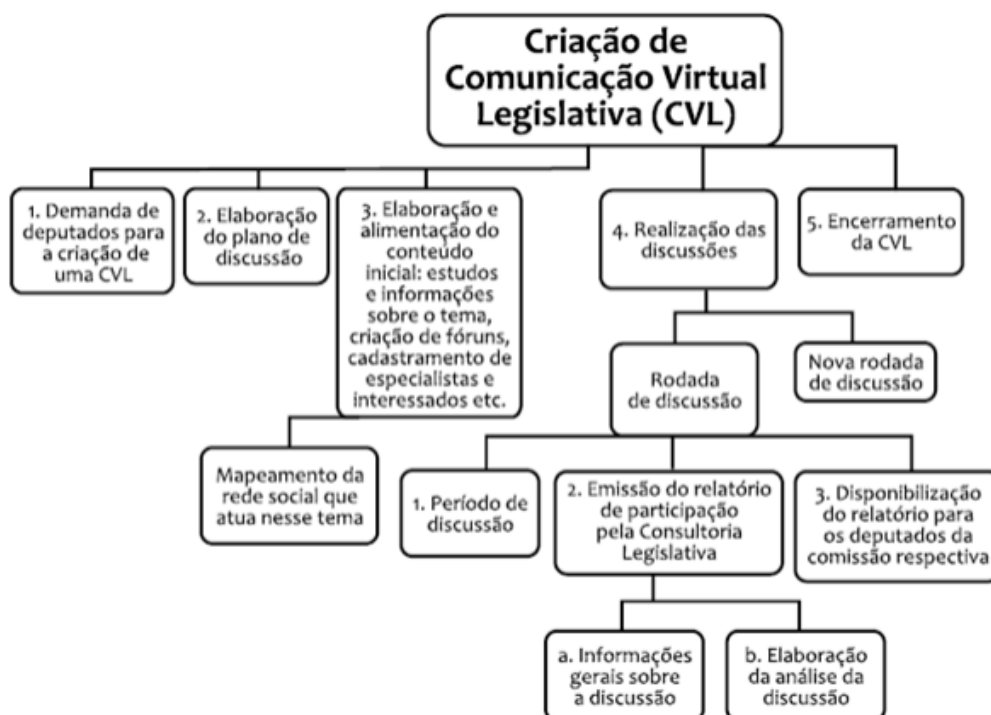 Criação de
Comunicação Virtual
Legislativa (CVL)
1. Demanda de
deputados para
a criação de
uma CVL
2. Elaboração
do plano de
discussão
3. Elaboração e
alimentação do
conteúdo
inicial: estudos
e informações
sobre o tema,
criação de fóruns,
cadastramento de
especialistas e
interessados etc.
4. Realização das
discussões
5. Encerramento
da CVL
Mapeamento da
rede social que
atua nesse tema
Rodada
de discussão
Nova rodada
de discussão
1. Período de
discussão
2. Emissão do relatório
de participação
pela Consultoria
Legislativa
3. Disponibilização
do relatório para
os deputados da
comissão respectiva
a. Informações
gerais sobre
a discussão
b. Elaboração
da análise da
discussão